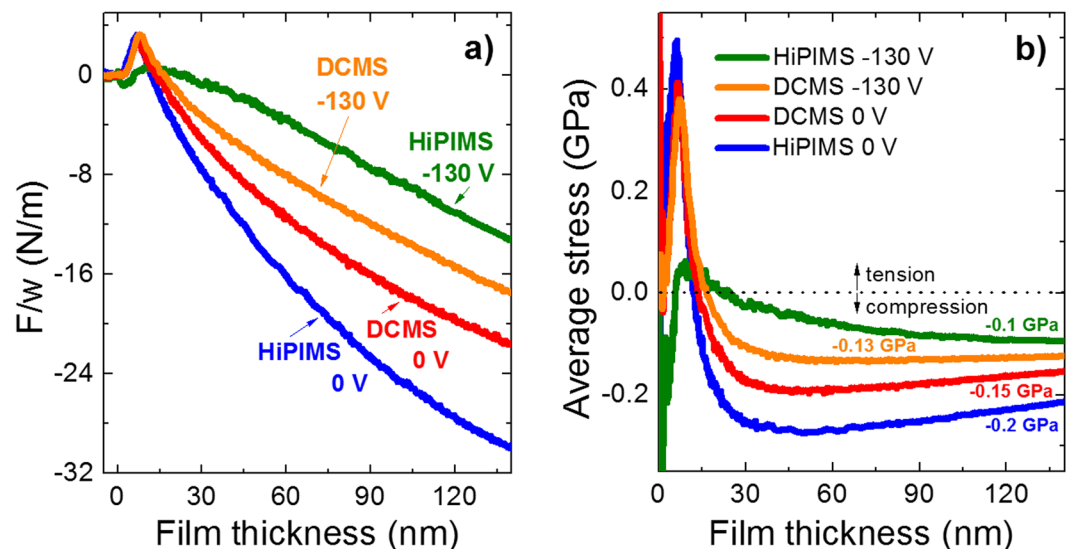 a)
0
-8
-16
-24
-32
F/w (N/m)
0
30
60
90
120
Film thickness (nm)
DCMS
-130 V
HiPIMS
-130 V
DCMS
0 V
HiPIMS
0 V
b)
HiPIMS -130 V
DCMS -130 V
DCMS 0 V
HiPIMS 0 V
0.4
0.2
0.0
-0.2
Average stress (GPa)
tension
compression
-0.1 GPa
-0.13 GPa
-0.15 GPa
-0.2 GPa
0
30
60
90
120
Film thickness (nm)